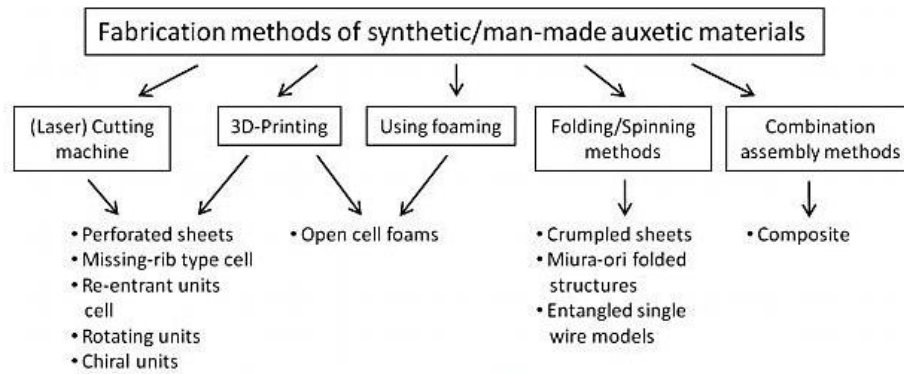 Fabrication methods of synthetic/man-made auxetic materials
(Laser) Cutting
machine
3D-Printing
Using foaming
Folding/Spinning
methods
Combination
assembly methods
• Perforated sheets
• Missing-rib type cell
• Re-entrant units
cell
• Rotating units
• Chiral units
• Open cell foams
• Crumpled sheets
• Miura-ori folded
structures
• Entangled single
wire models
• Composite